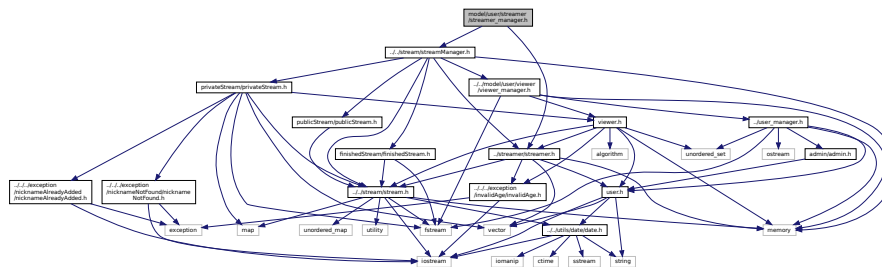 model/user/streamer
/streamer_manager.h
../../stream/streamManager.h
privateStream/privateStream.h
../../model/user/viewer
/viewer_manager.h
publicStream/publicStream.h
viewer.h
../user_manager.h
finishedStream/finishedStream.h
../streamer/streamer.h
algorithm
unordered_set
ostream
admin/admin.h
../../../exception
/nicknameAlreadyAdded
/nicknameAlreadyAdded.h
../../../exception
/nicknameNotFound/nickname
NotFound.h
../../stream/stream.h
../../exception
/invalidAge/invalidAge.h
user.h
exception
map
unordered_map
utility
fstream
vector
../../utils/date/date.h
memory
iostream
iomanip
ctime
sstream
string